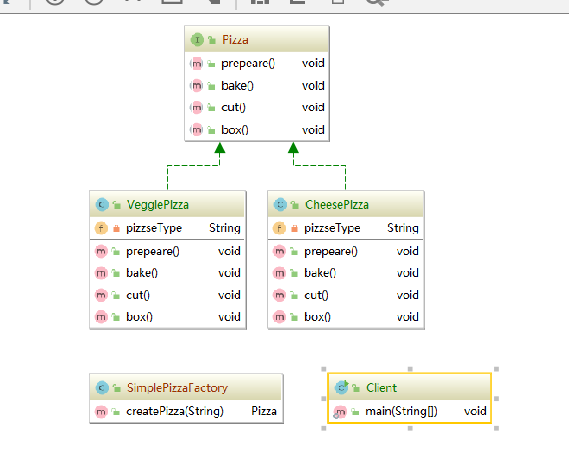 Pizza
prepeare() void
bake() void
cut() void
box() void
VeggiePizza
pizzseType String
prepeare() void
bake() void
cut() void
box() void
CheesePizza
pizzseType String
prepeare() void
bake() void
cut() void
box() void
SimplePizzaFactory
createPizza(String) Pizza
Client
main(String[]) void